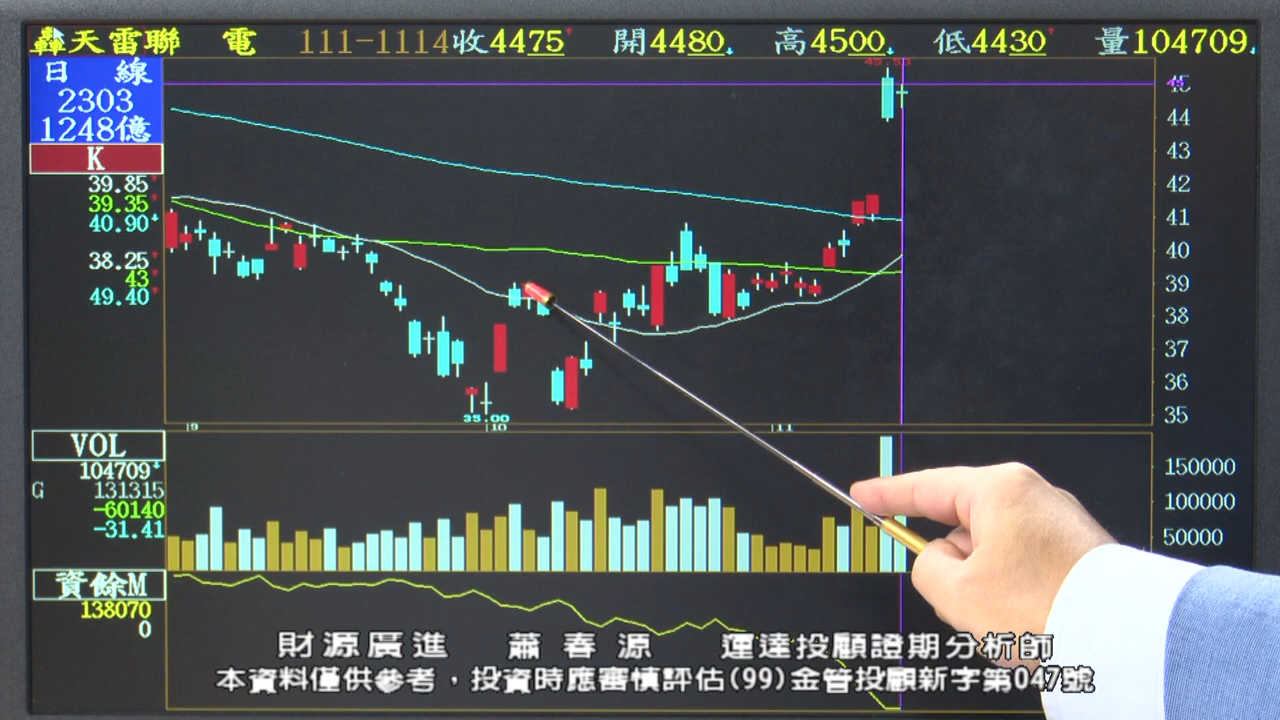 轟天雷聯 電 111-1114收4475 開4480 高4500 低4430 量104709
日 線
2303
1248億
K
39.85
39.35
40.90
38.25
43
49.40
45.50
45
44
43
42
41
40
39
38
37
36
35
35.00
9 10 11
VOL
104709
G 131315
-60140
-31.41
150000
100000
50000
資餘M
138070
0
財源廣進 蕭春源 運達投顧證期分析師
本資料僅供參考，投資時應審慎評估(99)金管投顧新字第047號